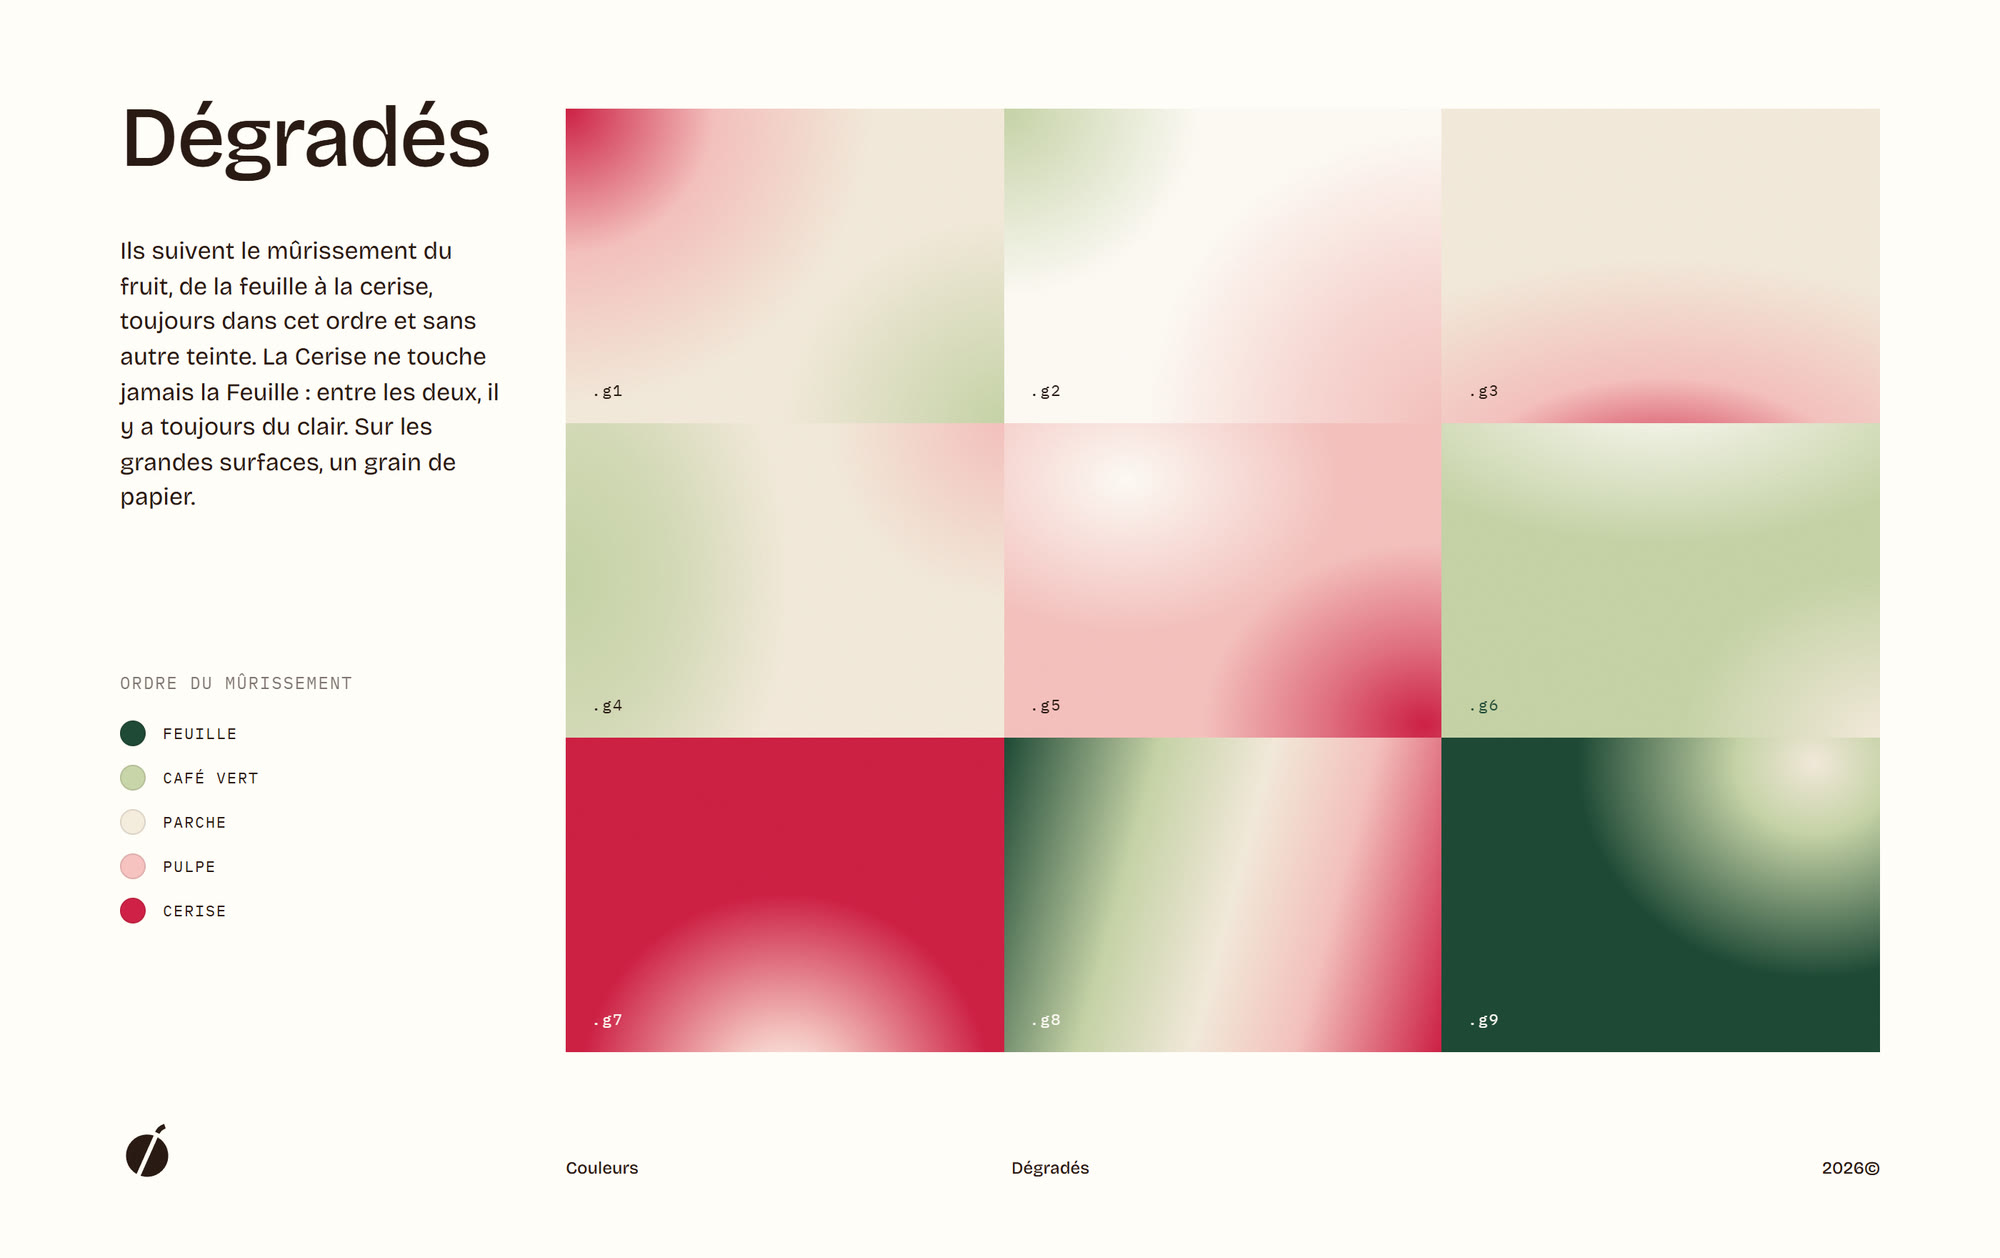 Dégradés
Ils suivent le mûrissement du
fruit, de la feuille à la cerise,
toujours dans cet ordre et sans
autre teinte. La Cerise ne touche
jamais la Feuille : entre les deux, il
y a toujours du clair. Sur les
grandes surfaces, un grain de
papier.
ORDRE DU MÛRISSEMENT
FEUILLE
CAFÉ VERT
PARCHE
PULPE
CERISE
.g1
.g2
.g3
.g4
.g5
.g6
.g7
.g8
.g9
Couleurs
Dégradés
2026©